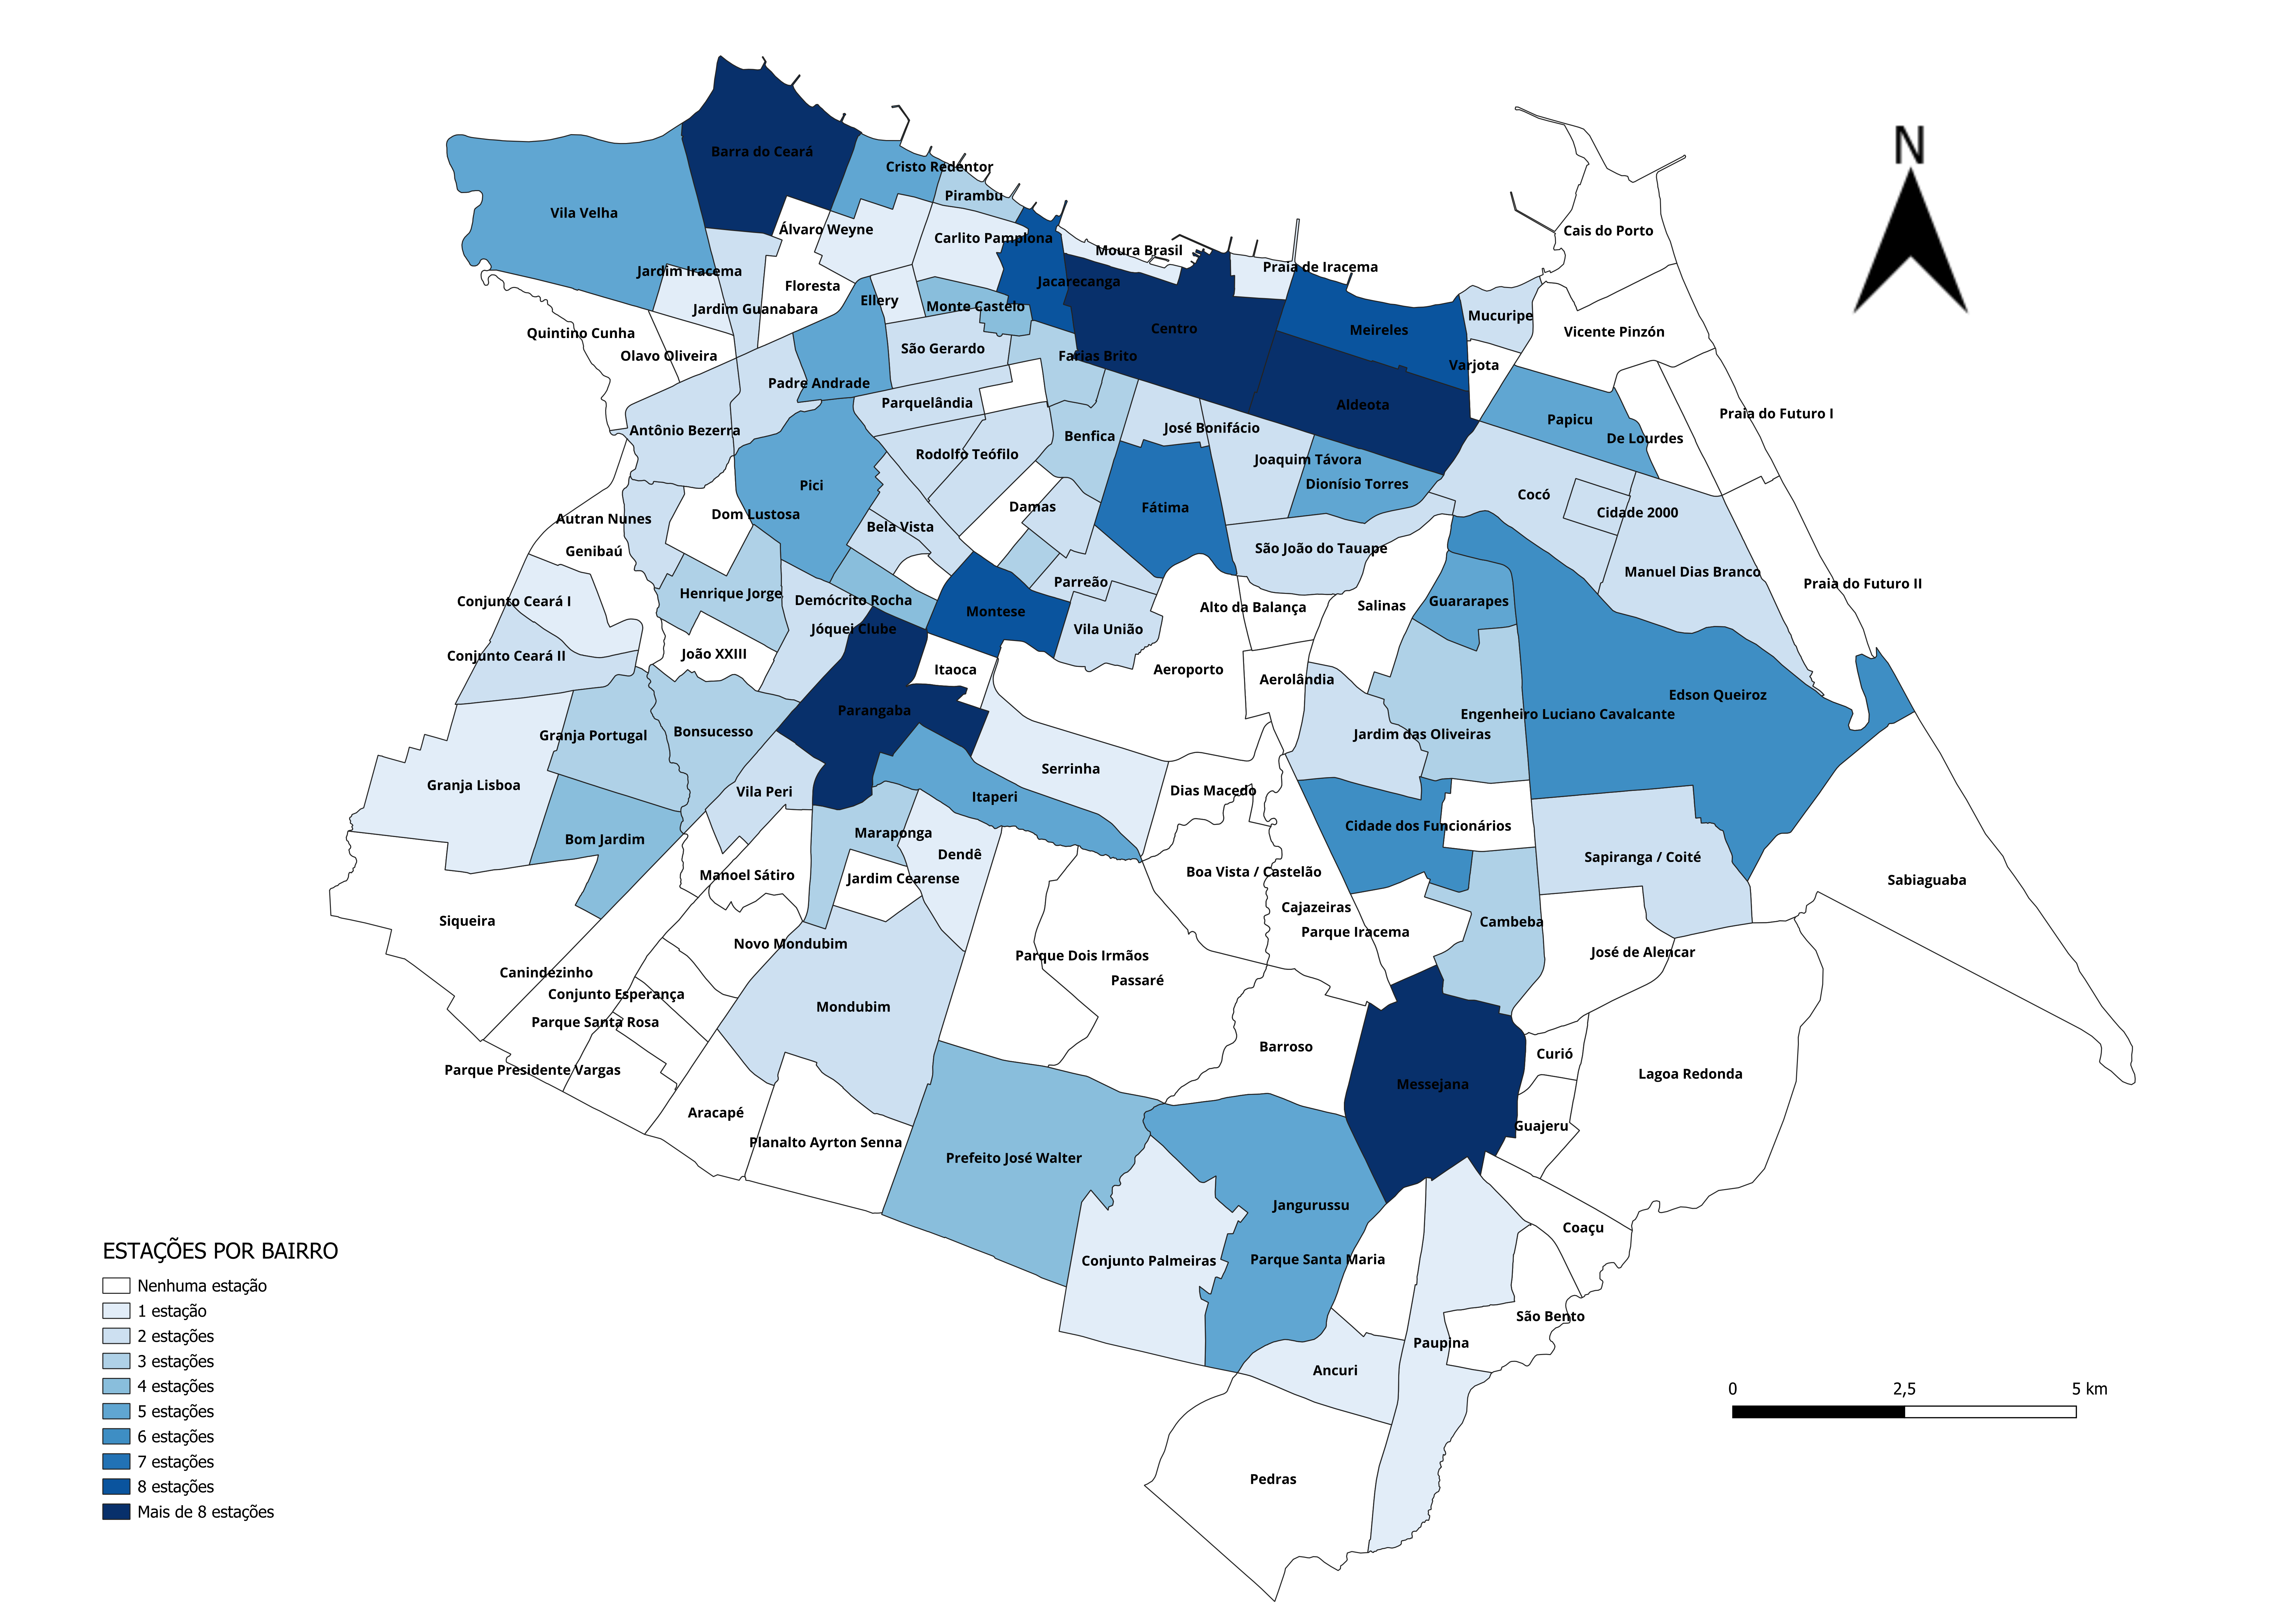 N
Barra do Ceará
Cristo Redentor
Pirambu
Vila Velha
Álvaro Weyne
Carlito Pamplona
Moura Brasil
Cais do Porto
Jardim Iracema
Praia de Iracema
Jacarecanga
Floresta
Ellery
Jardim Guanabara
Monte Castelo
Mucuripe
Centro
Meireles
Vicente Pinzón
Quintino Cunha
São Gerardo
Olavo Oliveira
Farias Brito
Varjota
Padre Andrade
Parquelândia
Aldeota
Praia do Futuro I
Papicu
Antônio Bezerra
José Bonifácio
Benfica
De Lourdes
Rodolfo Teófilo
Joaquim Távora
Pici
Dionísio Torres
Cocó
Damas
Fátima
Cidade 2000
Autran Nunes
Dom Lustosa
Bela Vista
Genibaú
São João do Tauape
Manuel Dias Branco
Parreão
Praia do Futuro II
Henrique Jorge
Conjunto Ceará I
Demócrito Rocha
Guararapes
Alto da Balança
Salinas
Montese
Jóquei Clube
Vila União
João XXIII
Conjunto Ceará II
Itaoca
Aeroporto
Aerolândia
Edson Queiroz
Parangaba
Engenheiro Luciano Cavalcante
Bonsucesso
Granja Portugal
Jardim das Oliveiras
Serrinha
Granja Lisboa
Vila Peri
Dias Macedo
Itaperi
Cidade dos Funcionários
Maraponga
Bom Jardim
Dendê
Sapiranga / Coité
Boa Vista / Castelão
Manoel Sátiro
Jardim Cearense
Sabiaguaba
Cajazeiras
Siqueira
Cambeba
Parque Iracema
Novo Mondubim
José de Alencar
Parque Dois Irmãos
Canindezinho
Passaré
Conjunto Esperança
Mondubim
Parque Santa Rosa
Barroso
Curió
Parque Presidente Vargas
Lagoa Redonda
Messejana
Aracapé
Guajeru
Planalto Ayrton Senna
Prefeito José Walter
Jangurussu
Coaçu
Conjunto Palmeiras
Parque Santa Maria
São Bento
Paupina
Ancuri
Pedras
ESTAÇÕES POR BAIRRO
Nenhuma estação
1 estação
2 estações
3 estações
4 estações
5 estações
6 estações
7 estações
8 estações
Mais de 8 estações
0 2,5 5 km